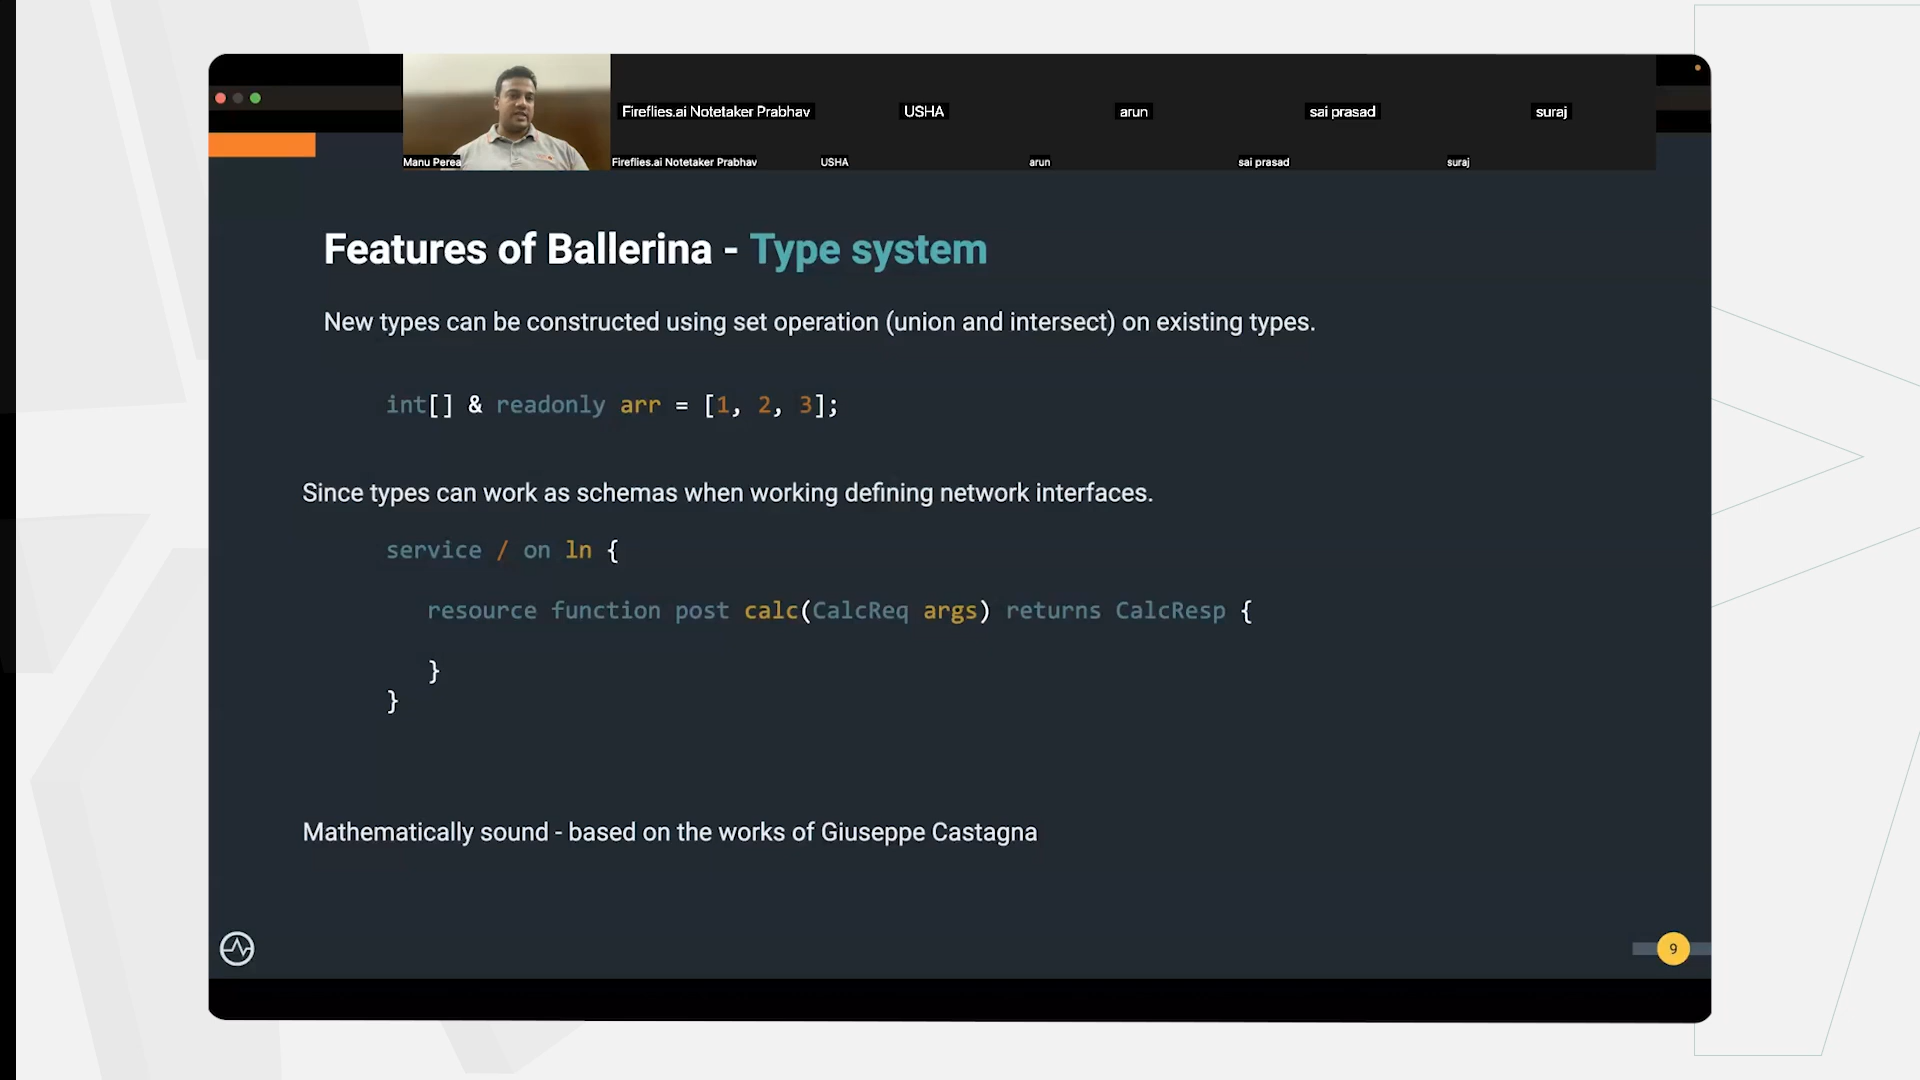 Fireflies.ai Notetaker Prabhav
USHA
arun
sai prasad
suraj
Manu Perea
Fireflies.ai Notetaker Prabhav
USHA
arun
sai prasad
suraj
Features of Ballerina - Type system
New types can be constructed using set operation (union and intersect) on existing types.
int[] & readonly arr = [1, 2, 3];
Since types can work as schemas when working defining network interfaces.
service / on ln {
resource function post calc(CalcReq args) returns CalcResp {
}
}
Mathematically sound - based on the works of Giuseppe Castagna
9